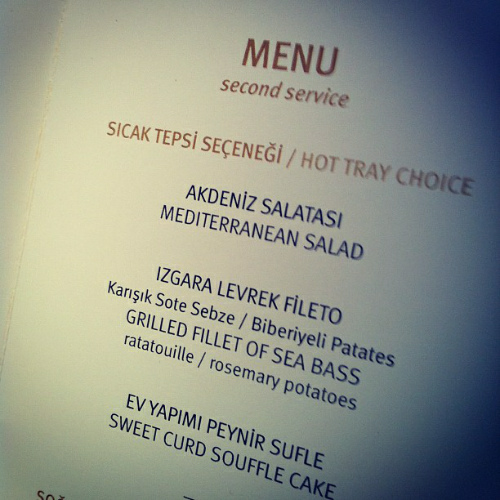 MENU
second service
SICAK TEPSİ SEÇENEĞİ / HOT TRAY CHOICE
AKDENİZ SALATASI
MEDITERRANEAN SALAD
IZGARA LEVREK FİLETO
Karışık Sote Sebze / Biberiyeli Patates
GRILLED FILLET OF SEA BASS
ratatouille / rosemary potatoes
EV YAPIMI PEYNİR SUFLE
SWEET CURD SOUFFLE CAKE